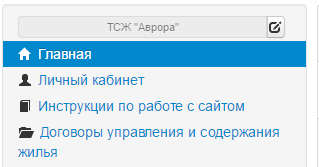 ТСЖ "Аврора"
Главная
Личный кабинет
Инструкции по работе с сайтом
Договоры управления и содержания
жилья